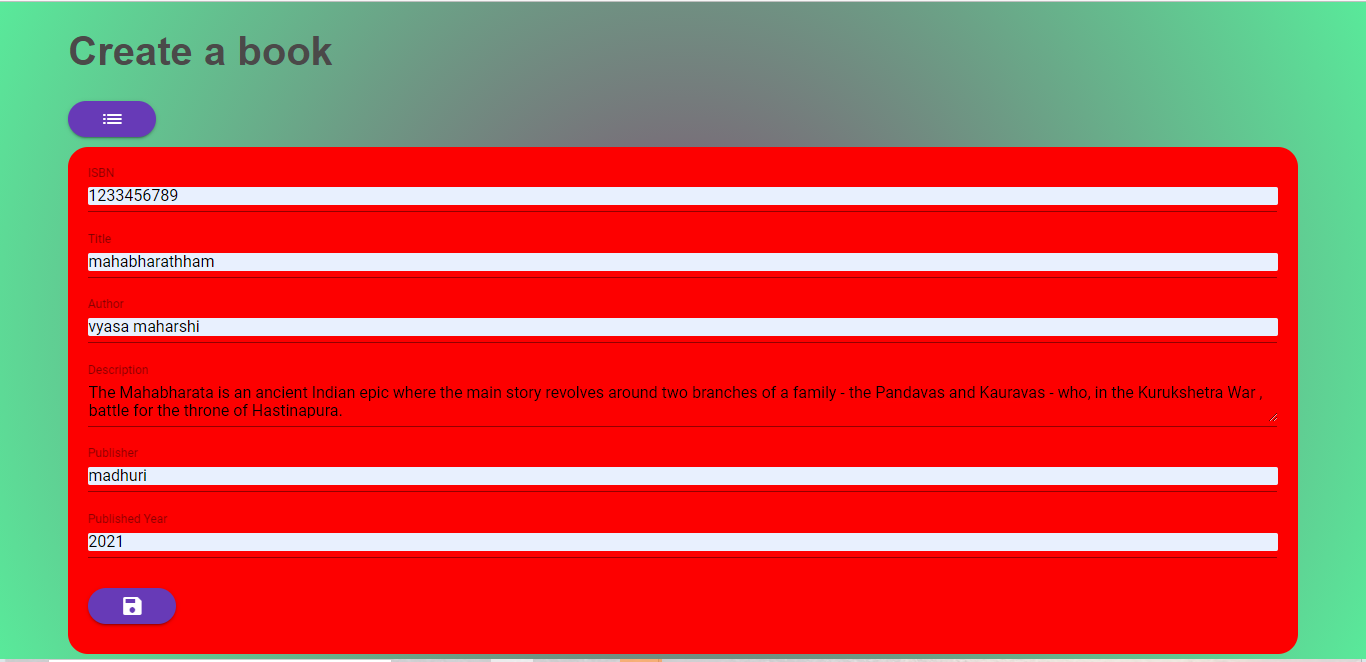 Create a book
ISBN
1233456789
Title
mahabharathham
Author
vyasa maharshi
Description
The Mahabharata is an ancient Indian epic where the main story revolves around two branches of a family - the Pandavas and Kauravas - who, in the Kurukshetra War ,
battle for the throne of Hastinapura.
Publisher
madhuri
Published Year
2021